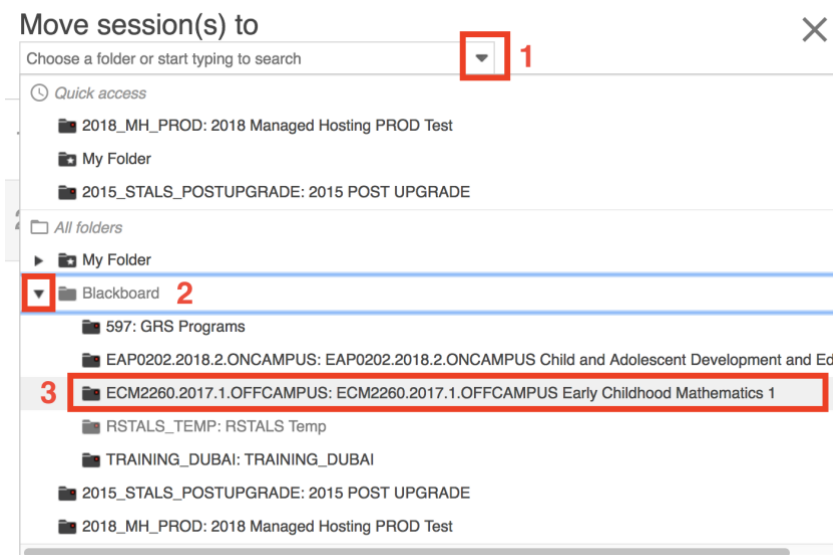 Move session(s) to
Choose a folder or start typing to search
1
Quick access
2018_MH_PROD: 2018 Managed Hosting PROD Test
My Folder
2015_STALS_POSTUPGRADE: 2015 POST UPGRADE
All folders
My Folder
Blackboard 2
597: GRS Programs
EAP0202.2018.2.ONCAMPUS: EAP0202.2018.2.ONCAMPUS Child and Adolescent Development and Ed
3 ECM2260.2017.1.OFFCAMPUS: ECM2260.2017.1.OFFCAMPUS Early Childhood Mathematics 1
RSTALS_TEMP: RSTALS Temp
TRAINING_DUBAI: TRAINING_DUBAI
2015_STALS_POSTUPGRADE: 2015 POST UPGRADE
2018_MH_PROD: 2018 Managed Hosting PROD Test